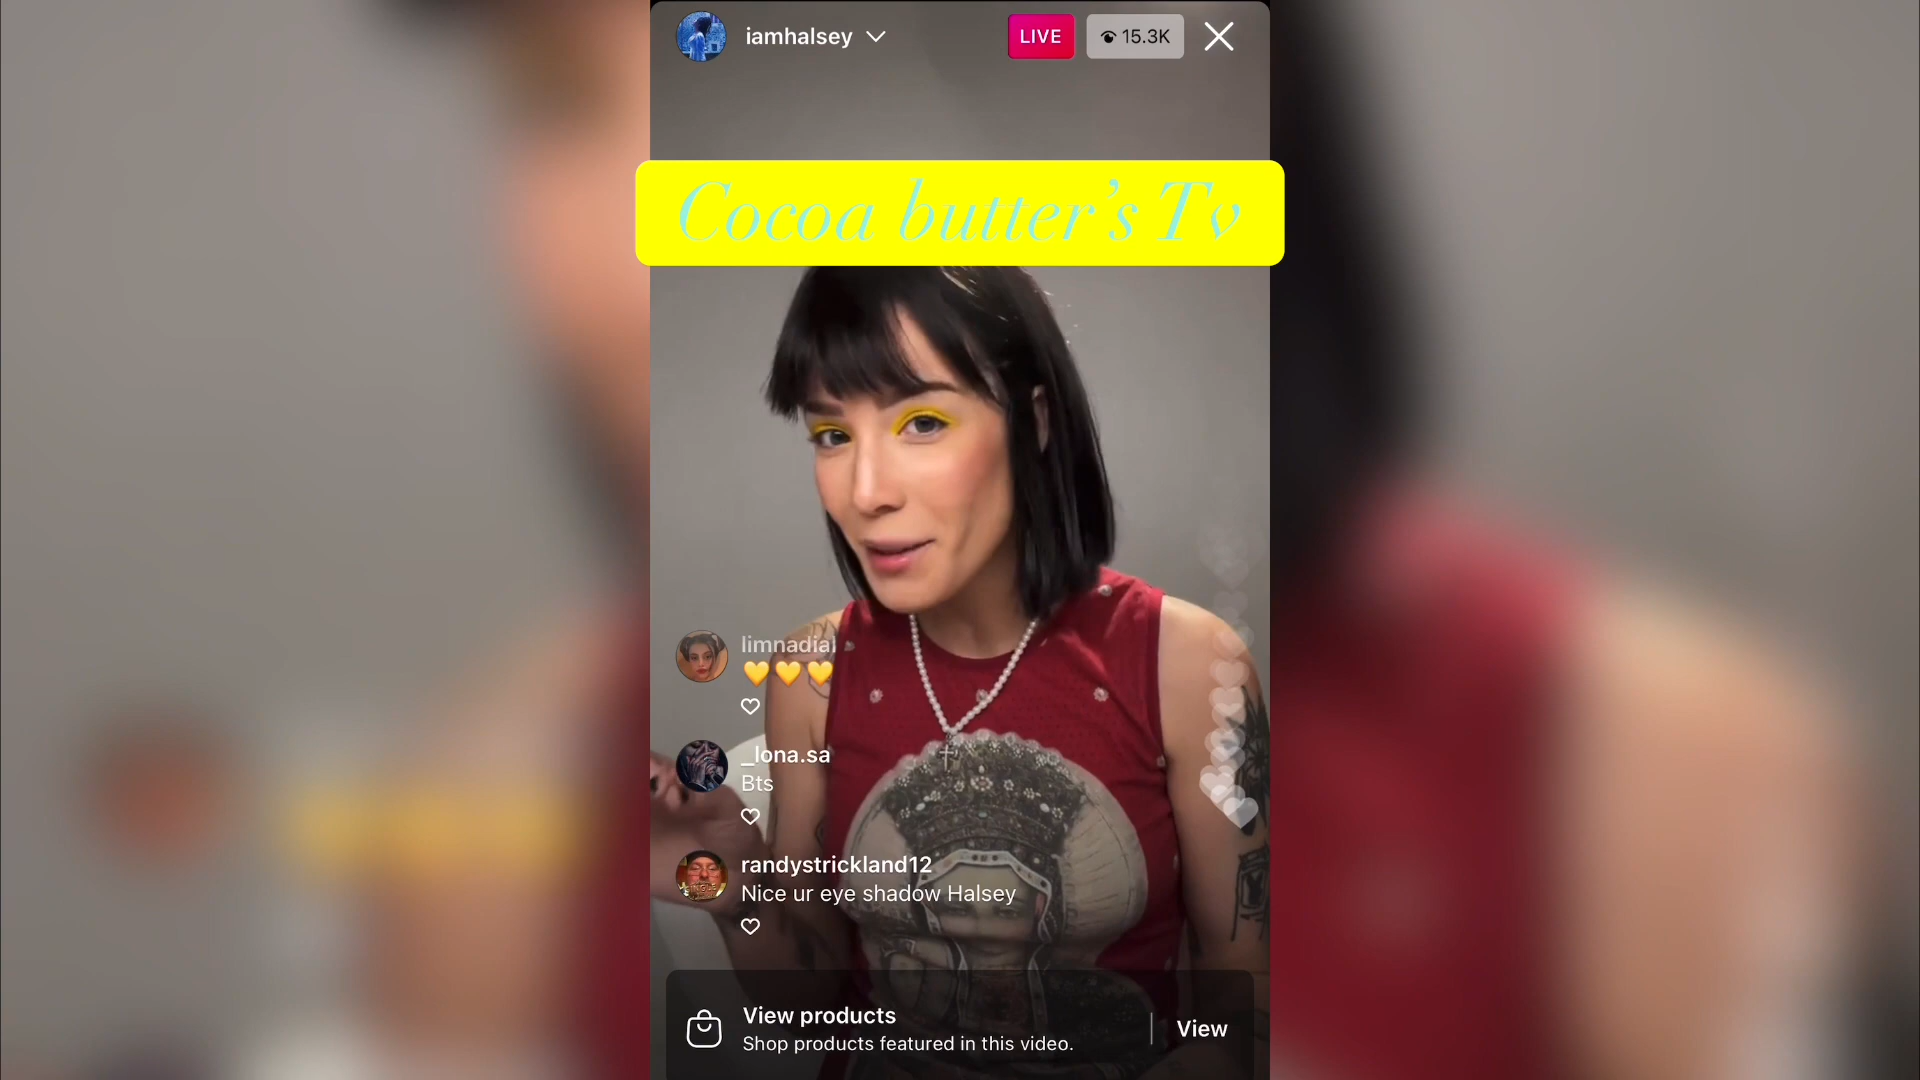 iamhalsey
LIVE
15.3K
Cocoa butter’s Tv
limnadial
_lona.sa
Bts
randystrickland12
Nice ur eye shadow Halsey
View products
Shop products featured in this video.
View